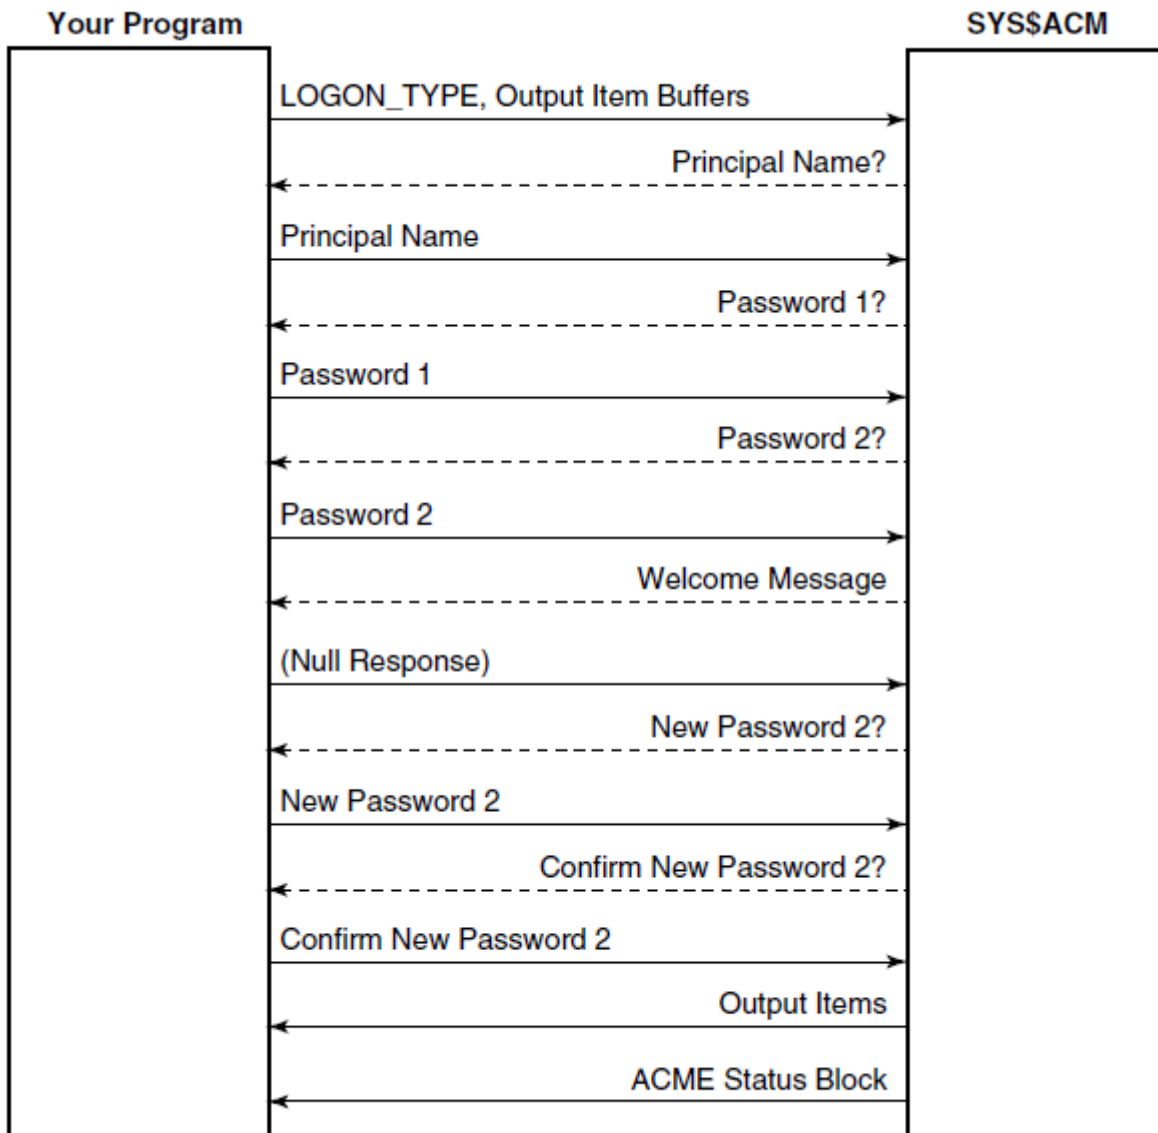 Your Program
SYS$ACM
LOGON_TYPE, Output Item Buffers
Principal Name?
Principal Name
Password 1?
Password 1
Password 2?
Password 2
Welcome Message
(Null Response)
New Password 2?
New Password 2
Confirm New Password 2?
Confirm New Password 2
Output Items
ACME Status Block